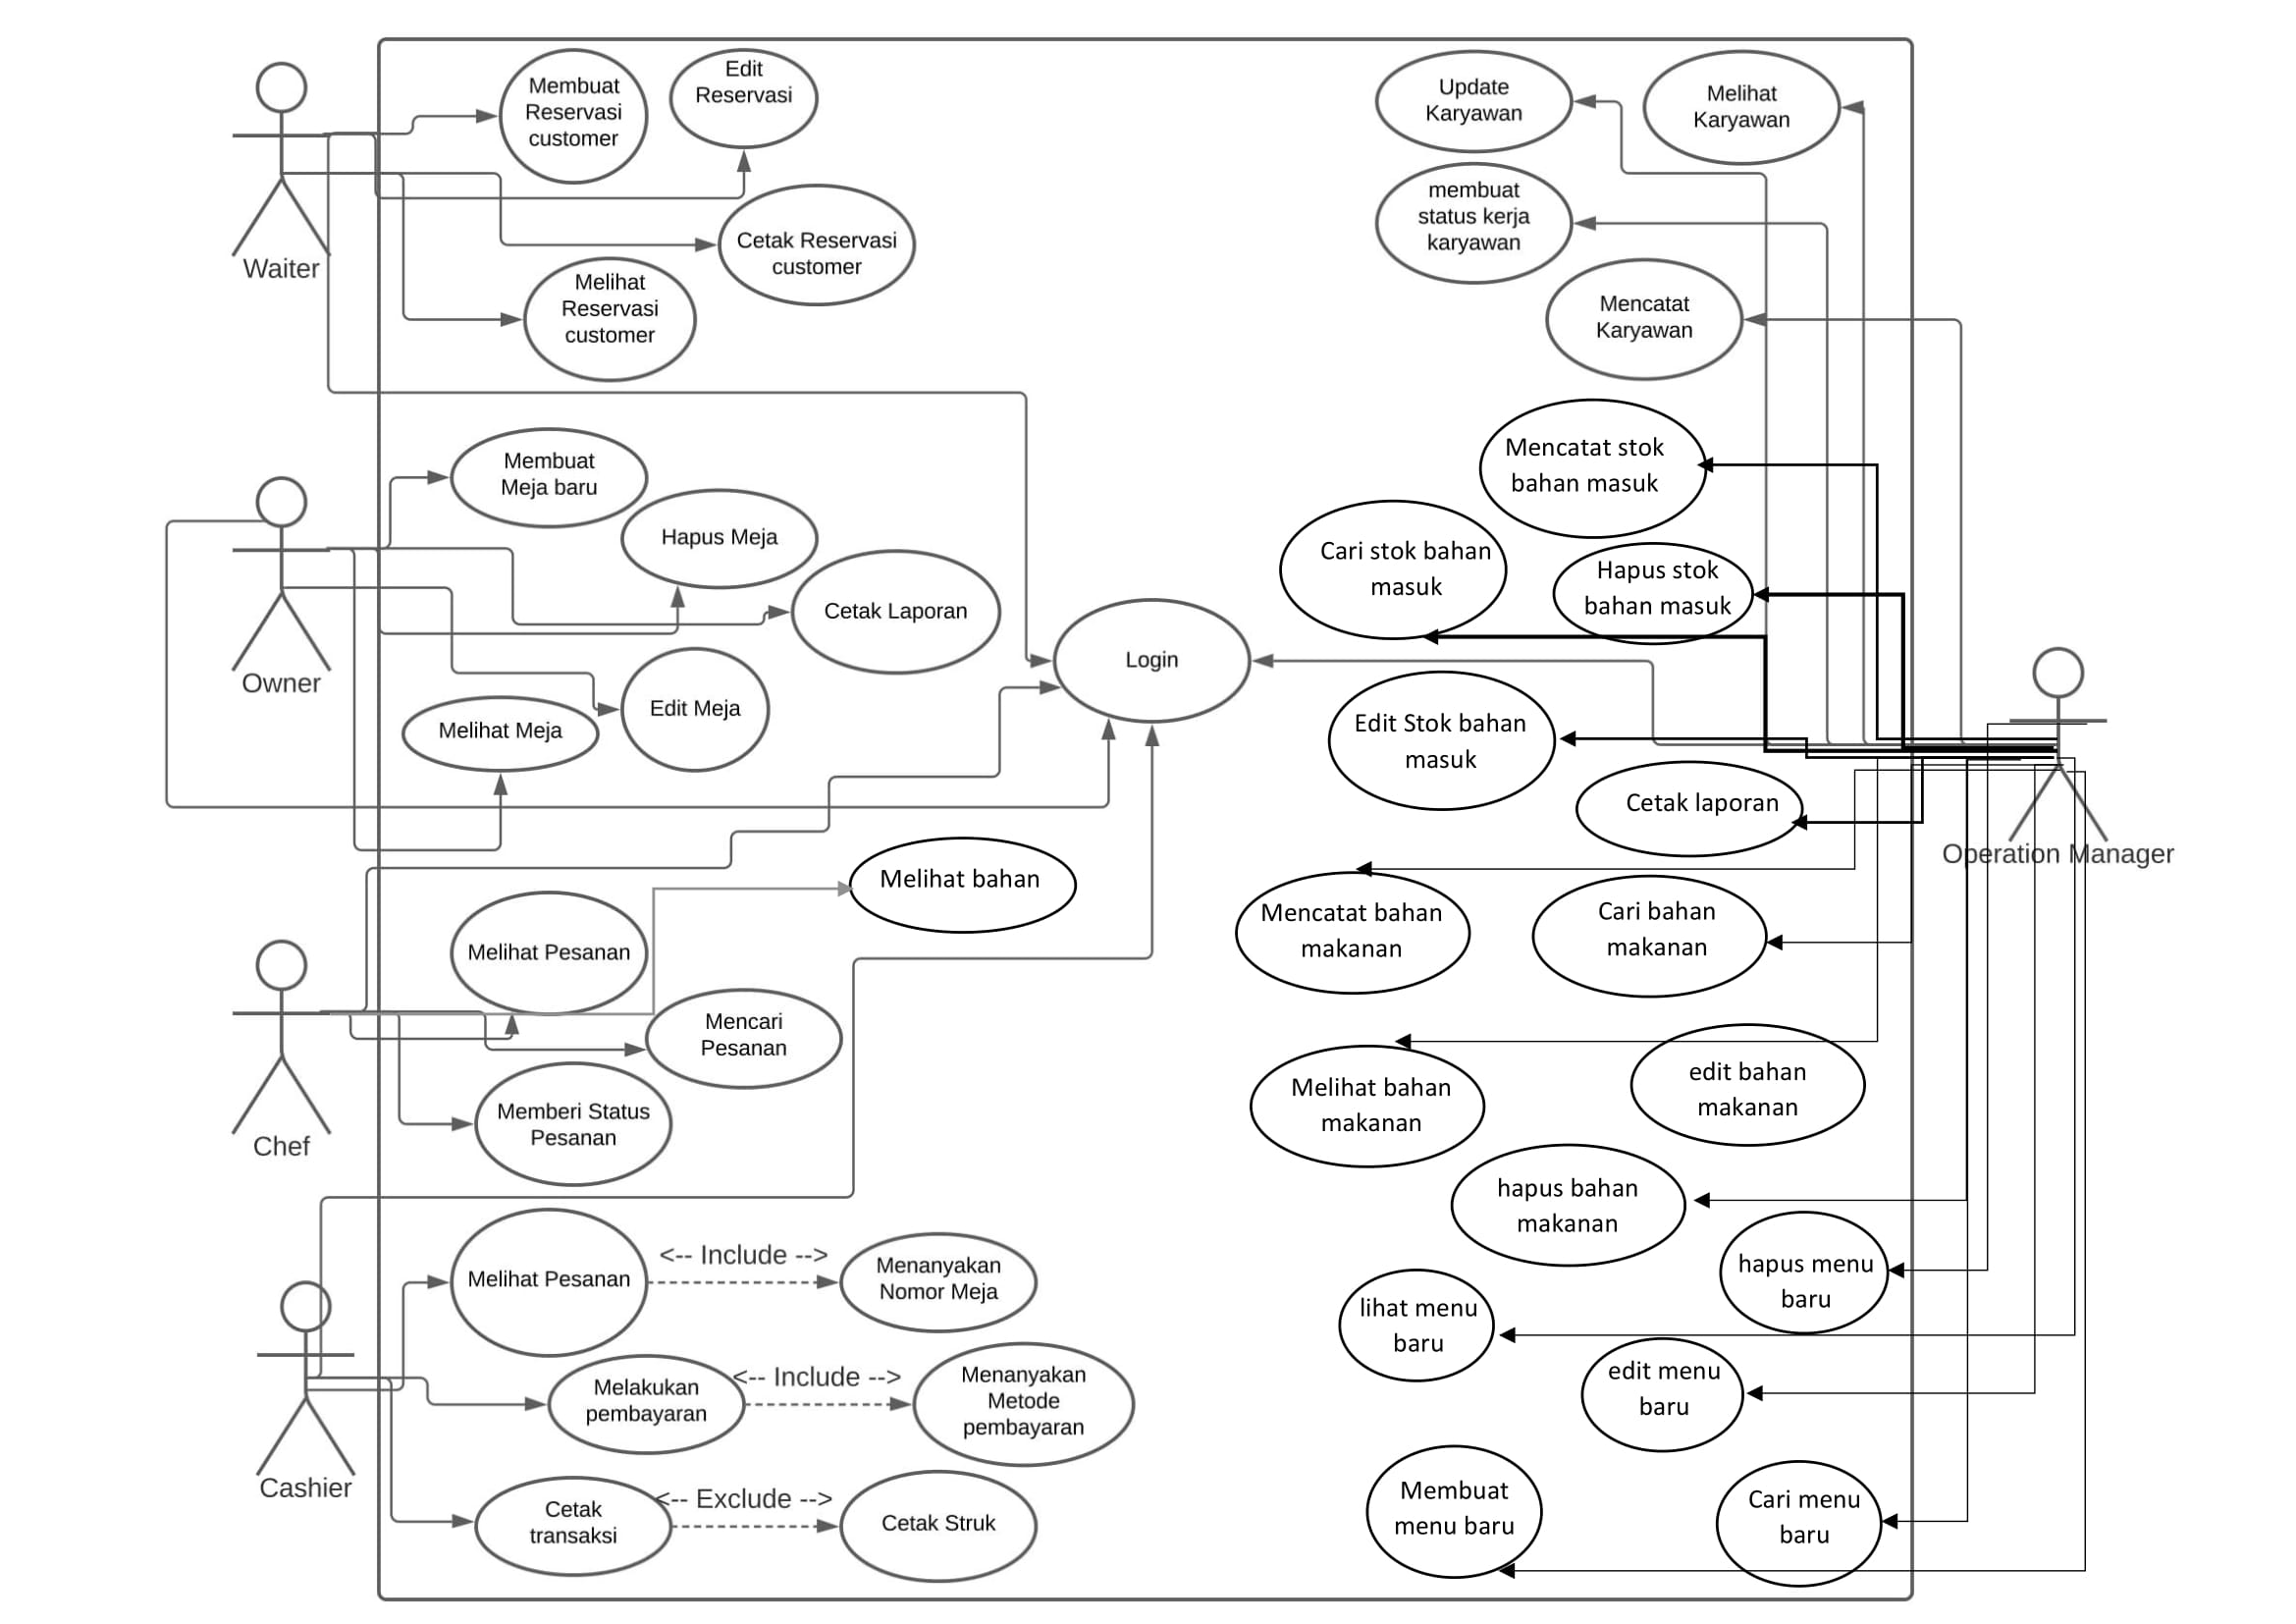 Membuat
Reservasi
customer
Edit
Reservasi
Cetak Reservasi
customer
Melihat
Reservasi
customer
Waiter
Update
Karyawan
Melihat
Karyawan
membuat
status kerja
karyawan
Mencatat
Karyawan
Membuat
Meja baru
Hapus Meja
Cetak Laporan
Edit Meja
Melihat Meja
Owner
Login
Mencatat stok
bahan masuk
Cari stok bahan
masuk
Hapus stok
bahan masuk
Edit Stok bahan
masuk
Cetak laporan
Operation Manager
Melihat bahan
Melihat Pesanan
Mencari
Pesanan
Memberi Status
Pesanan
Chef
Mencatat bahan
makanan
Cari bahan
makanan
Melihat bahan
makanan
edit bahan
makanan
hapus bahan
makanan
hapus menu
baru
lihat menu
baru
edit menu
baru
Membuat
menu baru
Cari menu
baru
Melihat Pesanan
<-- Include -->
Menanyakan
Nomor Meja
Melakukan
pembayaran
<-- Include -->
Menanyakan
Metode
pembayaran
Cashier
Cetak
transaksi
<-- Exclude -->
Cetak Struk